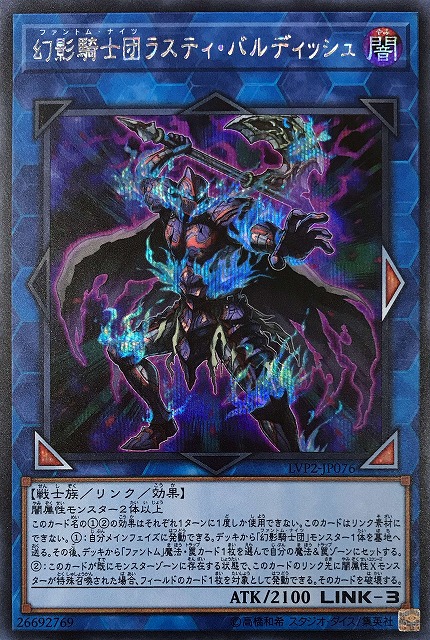 ファントム・ナイツ
幻影騎士団ラスティ・バルディッシュ
闇
LVP2-JP076
【戦士族／リンク／効果】
闇属性モンスター2体以上
このカード名の①②の効果はそれぞれ1ターンに1度しか使用できない。このカードはリンク素材に
できない。①：自分メインフェイズに発動できる。デッキから「幻影騎士団」モンスター1体を墓地へ
送る。その後、デッキから「ファントム」魔法・罠カード1枚を選んで自分の魔法＆罠ゾーンにセットする。
②：このカードが既にモンスターゾーンに存在する状態で、このカードのリンク先に闇属性Xモンス
ターが特殊召喚された場合、フィールドのカード1枚を対象として発動できる。そのカードを破壊する。
ATK/2100 LINK-3
26692769
©高橋和希 スタジオ・ダイス/集英社